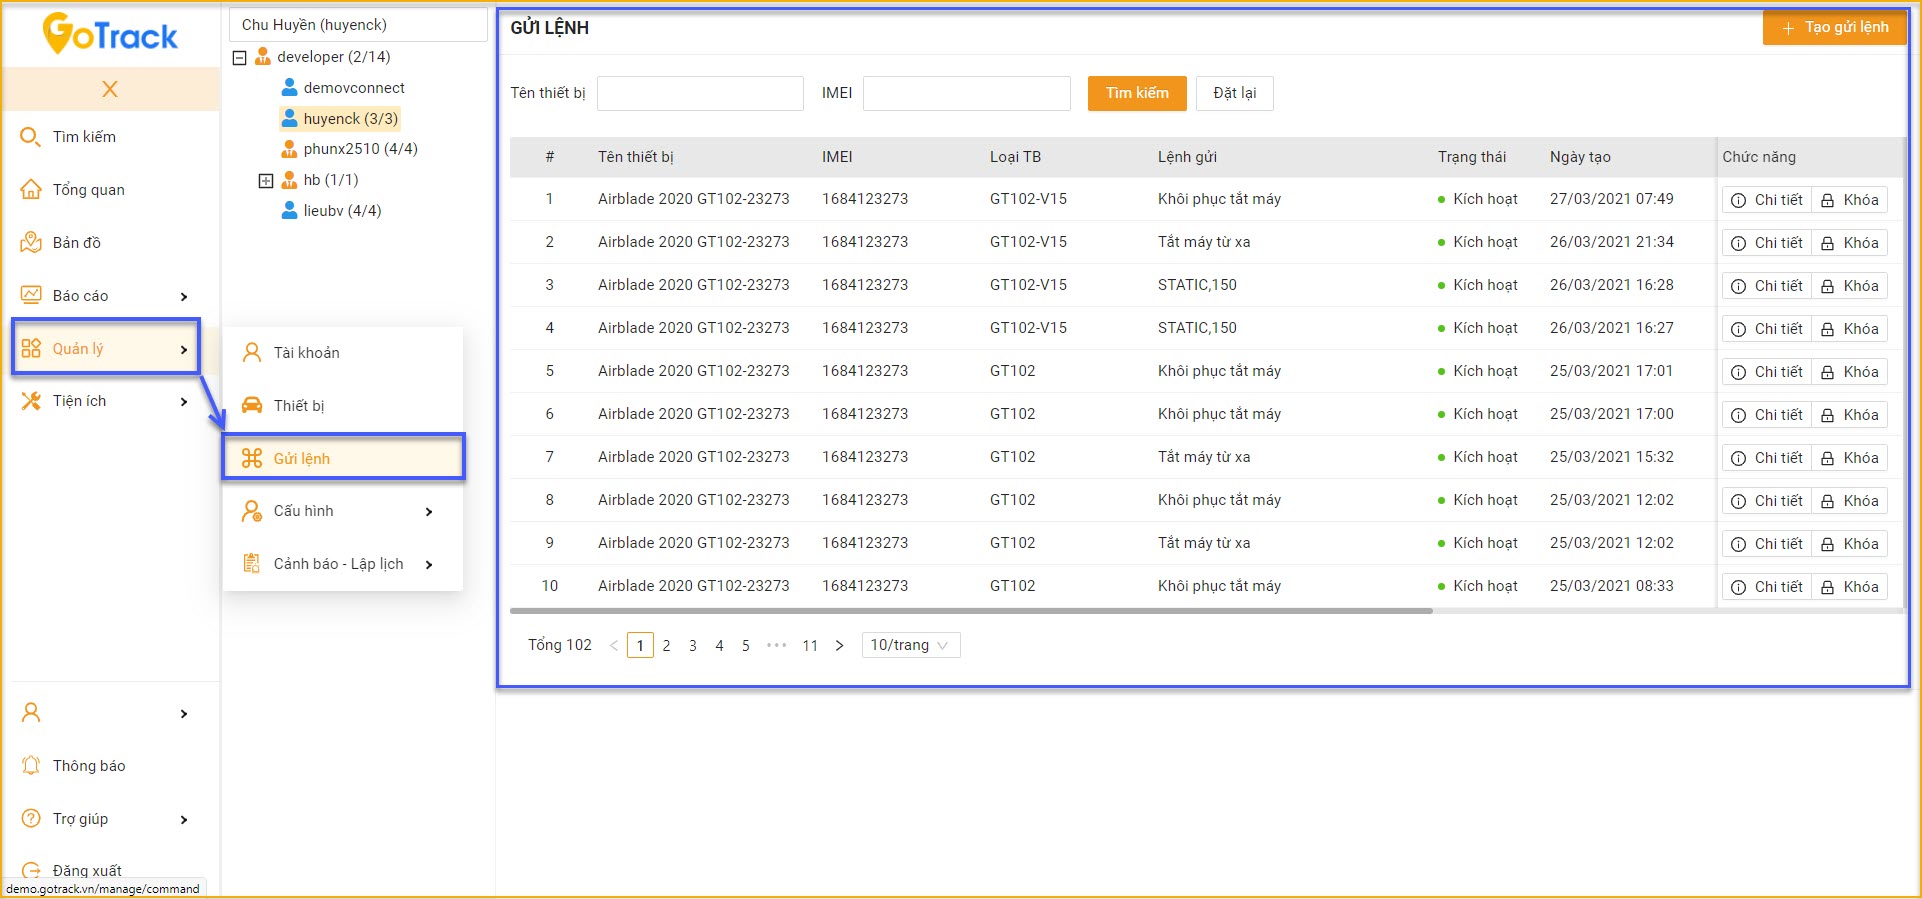 GoTrack
X
Tìm kiếm
Tổng quan
Bản đồ
Báo cáo
Quản lý
Tiện ích
Thông báo
Trợ giúp
Đăng xuất
demo.gotrack.vn/manage/command
Chu Huyền (huyenck)
developer (2/14)
demovconnect
huyenck (3/3)
phunx2510 (4/4)
hb (1/1)
lieubv (4/4)
Tài khoản
Thiết bị
Gửi lệnh
Cấu hình
Cảnh báo - Lập lịch
GỬI LỆNH
+ Tạo gửi lệnh
Tên thiết bị IMEI Tìm kiếm Đặt lại
# Tên thiết bị IMEI Loại TB Lệnh gửi Trạng thái Ngày tạo Chức năng
1 Airblade 2020 GT102-23273 1684123273 GT102-V15 Khôi phục tắt máy Kích hoạt 27/03/2021 07:49 Chi tiết Khóa
2 Airblade 2020 GT102-23273 1684123273 GT102-V15 Tắt máy từ xa Kích hoạt 26/03/2021 21:34 Chi tiết Khóa
3 Airblade 2020 GT102-23273 1684123273 GT102-V15 STATIC,150 Kích hoạt 26/03/2021 16:28 Chi tiết Khóa
4 Airblade 2020 GT102-23273 1684123273 GT102-V15 STATIC,150 Kích hoạt 26/03/2021 16:27 Chi tiết Khóa
5 Airblade 2020 GT102-23273 1684123273 GT102 Khôi phục tắt máy Kích hoạt 25/03/2021 17:01 Chi tiết Khóa
6 Airblade 2020 GT102-23273 1684123273 GT102 Khôi phục tắt máy Kích hoạt 25/03/2021 17:00 Chi tiết Khóa
7 Airblade 2020 GT102-23273 1684123273 GT102 Tắt máy từ xa Kích hoạt 25/03/2021 15:32 Chi tiết Khóa
8 Airblade 2020 GT102-23273 1684123273 GT102 Khôi phục tắt máy Kích hoạt 25/03/2021 12:02 Chi tiết Khóa
9 Airblade 2020 GT102-23273 1684123273 GT102 Tắt máy từ xa Kích hoạt 25/03/2021 12:02 Chi tiết Khóa
10 Airblade 2020 GT102-23273 1684123273 GT102 Khôi phục tắt máy Kích hoạt 25/03/2021 08:33 Chi tiết Khóa
Tổng 102 < 1 2 3 4 5 ••• 11 > 10/trang